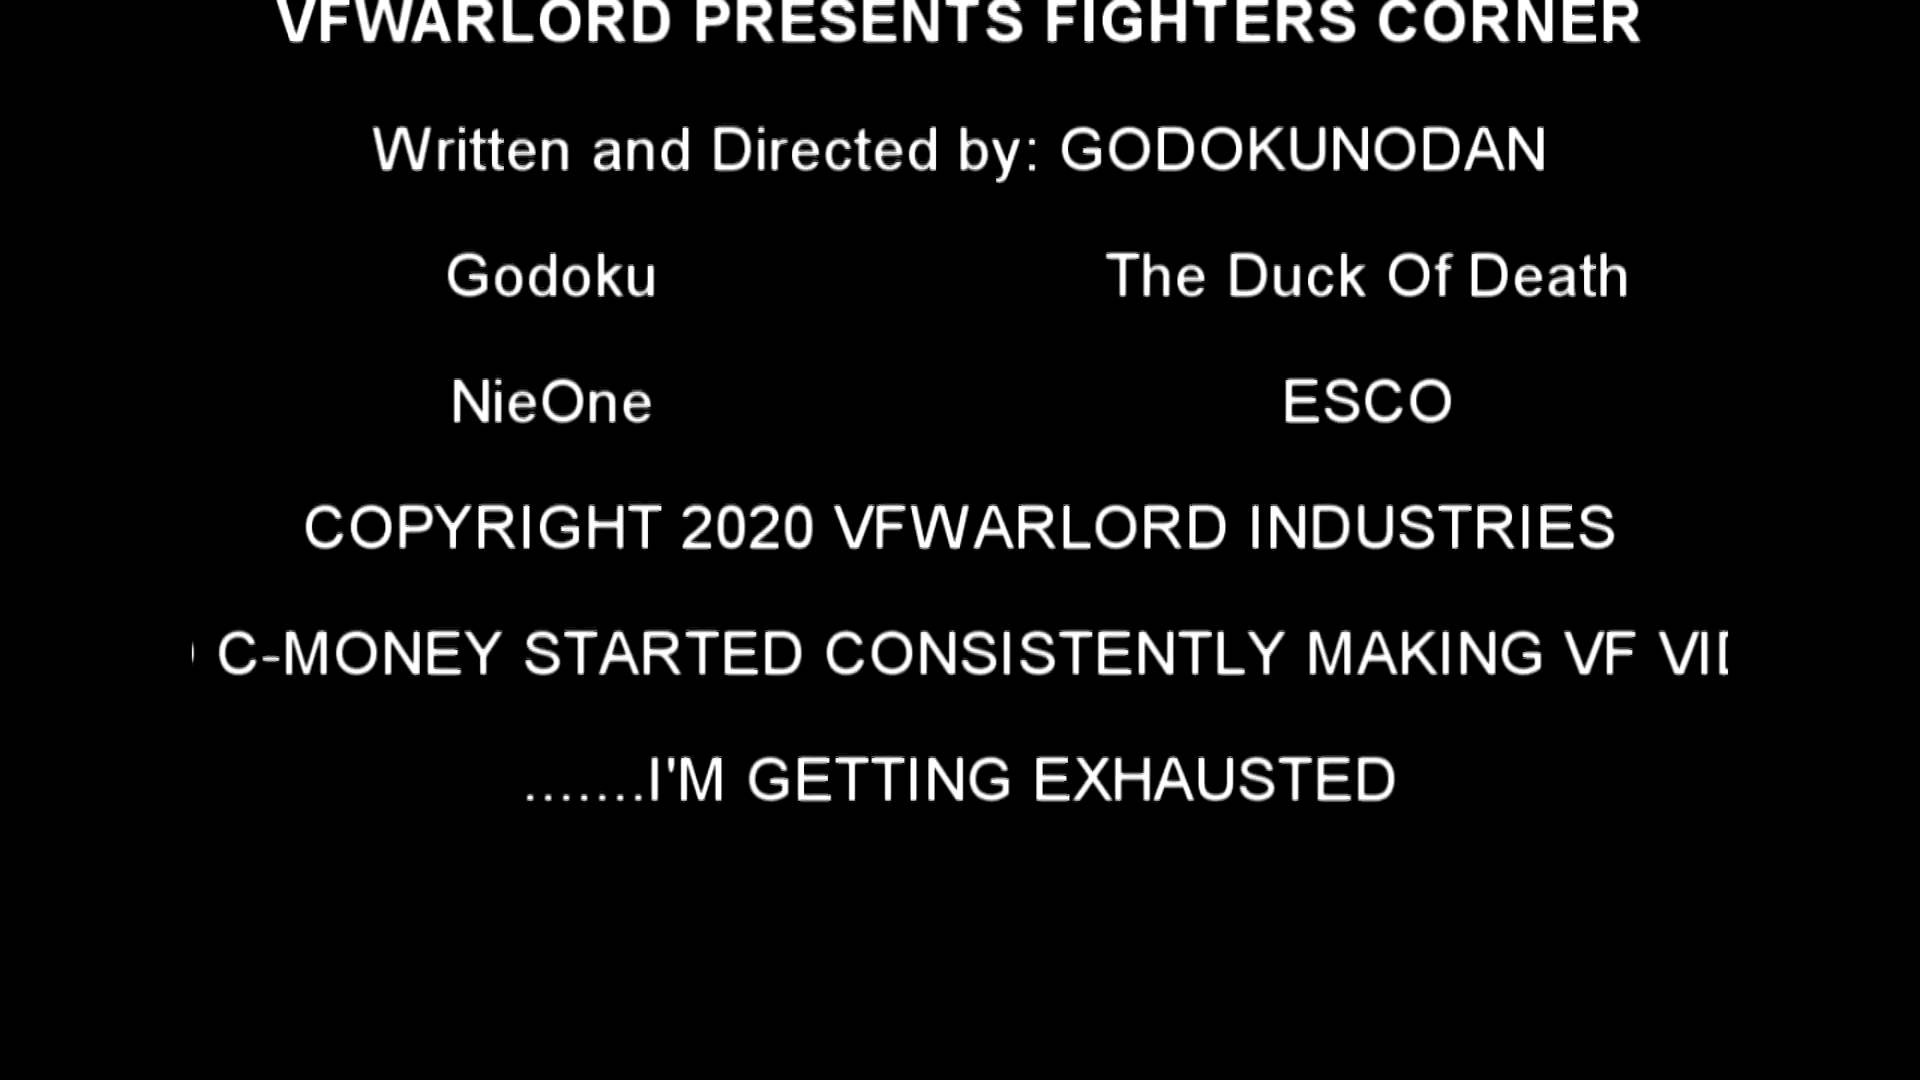 VFWARLORD PRESENTS FIGHTERS CORNER
Written and Directed by: GODOKUNODAN
Godoku The Duck Of Death
NieOne ESCO
COPYRIGHT 2020 VFWARLORD INDUSTRIES
C-MONEY STARTED CONSISTENTLY MAKING VF
.......I'M GETTING EXHAUSTED